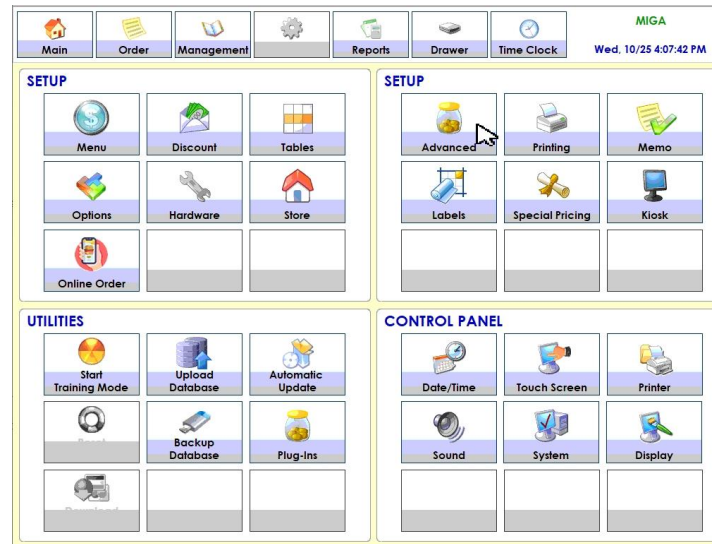 MIGA
Main
Order
Management
Reports
Drawer
Time Clock
Wed, 10/25 4:07:42 PM
SETUP
Menu
Discount
Tables
Options
Hardware
Store
Online Order
SETUP
Advanced
Printing
Memo
Labels
Special Pricing
Kiosk
UTILITIES
Start
Training Mode
Upload
Database
Automatic
Update
Backup
Database
Plug-Ins
CONTROL PANEL
Date/Time
Touch Screen
Printer
Sound
System
Display